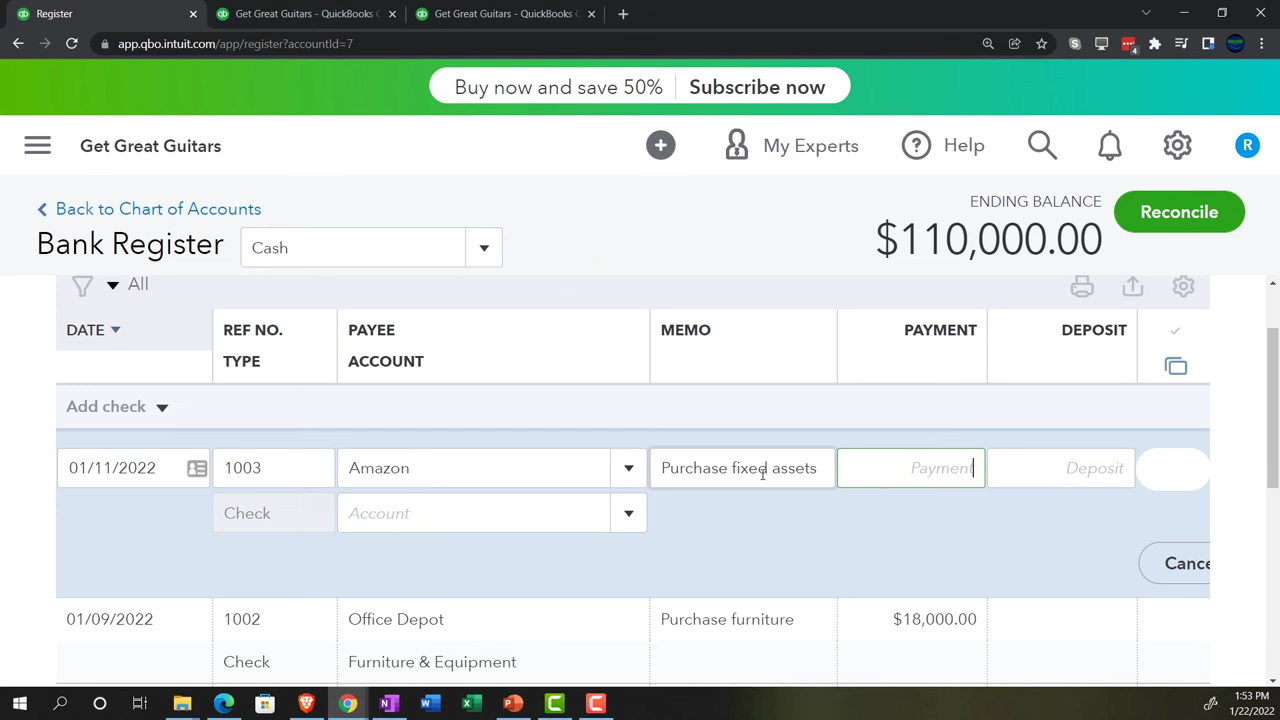 Register
Get Great Guitars - QuickBooks C
Get Great Guitars - QuickBooks C
app.qbo.intuit.com/app/register?accountId=7
4
Buy now and save 50% Subscribe now
Get Great Guitars
My Experts
Help
R
Back to Chart of Accounts
ENDING BALANCE
Reconcile
Bank Register
Cash
$110,000.00
All
DATE
REF NO.
PAYEE
MEMO
PAYMENT
DEPOSIT
TYPE
ACCOUNT
Add check
01/11/2022 1003 Amazon Purchase fixed assets Payment Deposit
Check Account
Cance
01/09/2022 1002 Office Depot Purchase furniture $18,000.00
Check Furniture & Equipment
1:53 PM
1/22/2022